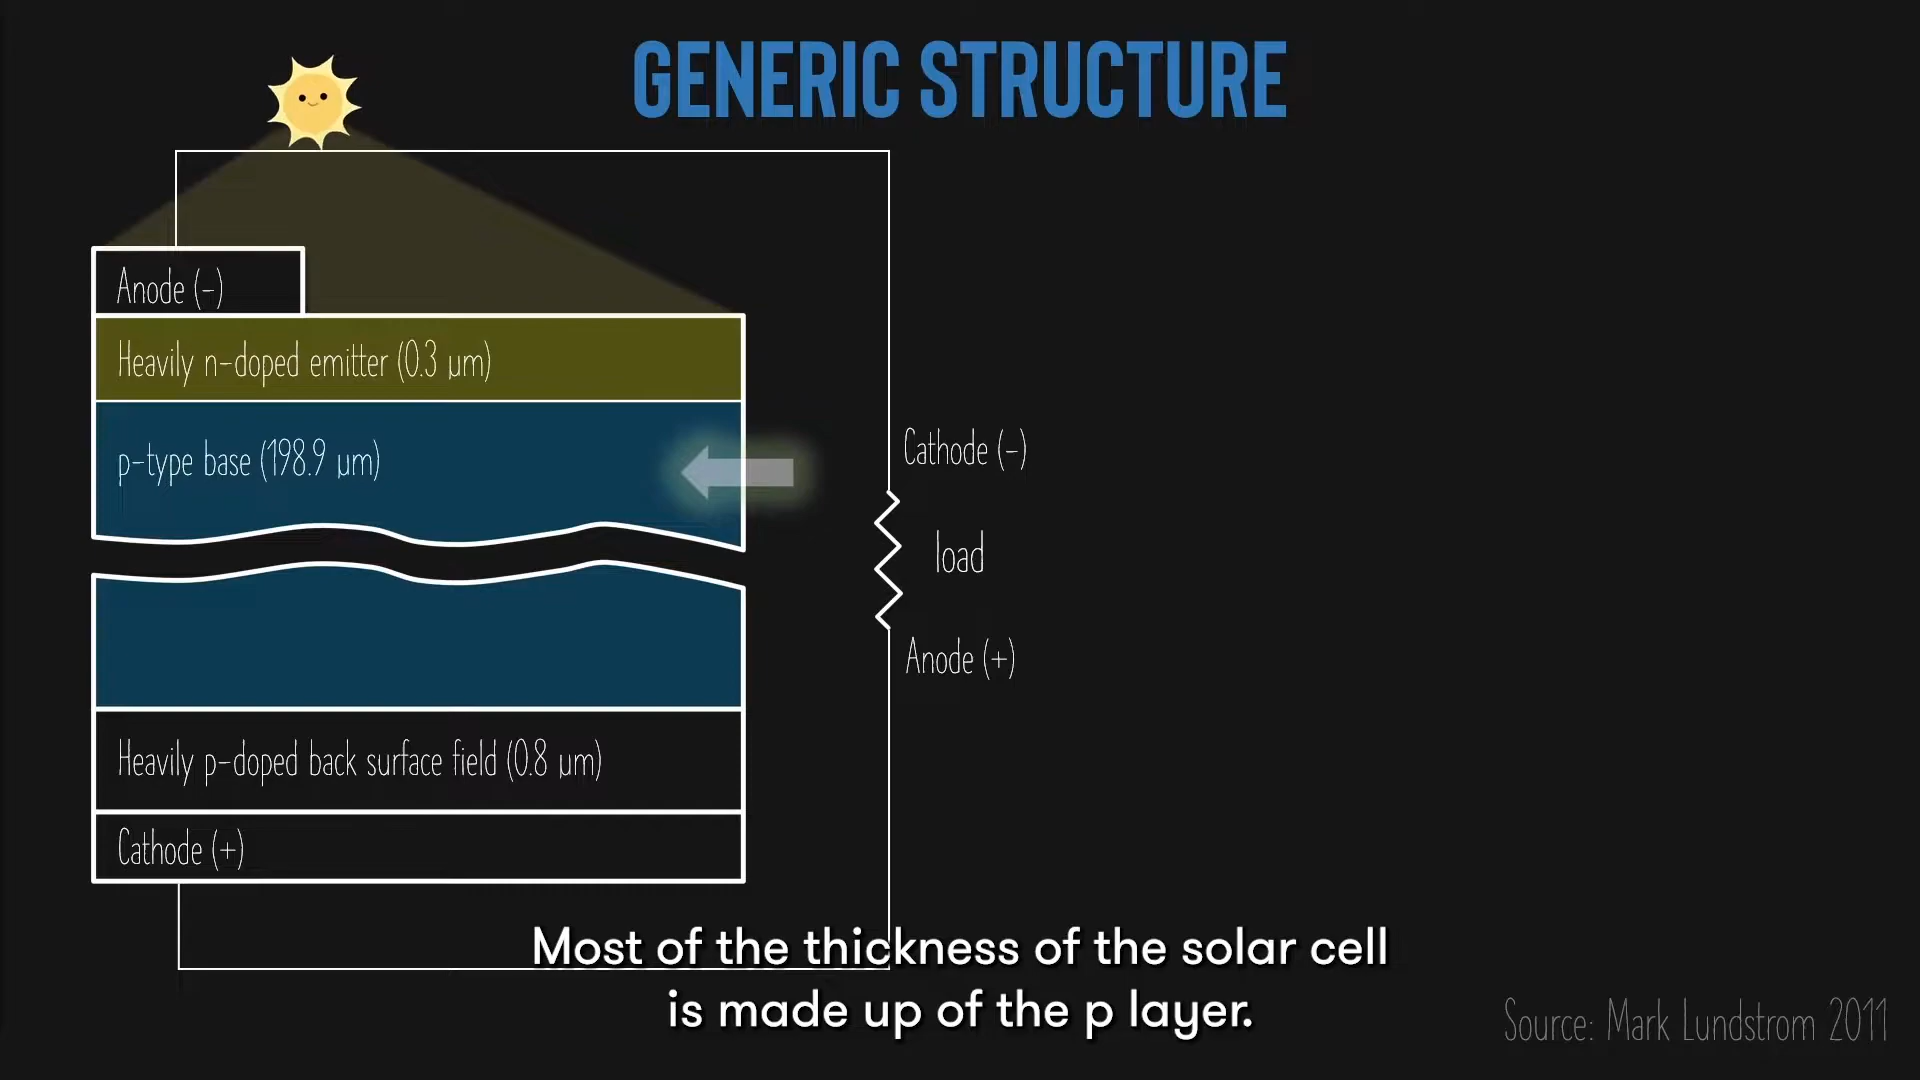 GENERIC STRUCTURE
Anode (-)
Heavily n-doped emitter (0.3 μm)
p-type base (198.9 μm)
Cathode (-)
load
Anode (+)
Heavily p-doped back surface field (0.8 μm)
Cathode (+)
Most of the thickness of the solar cell
is made up of the p layer.
Source: Mark Lundstrom 2011